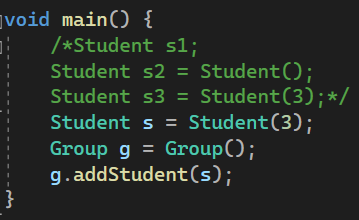 void main() {
/*Student s1;
Student s2 = Student();
Student s3 = Student(3);*/
Student s = Student(3);
Group g = Group();
g.addStudent(s);
}